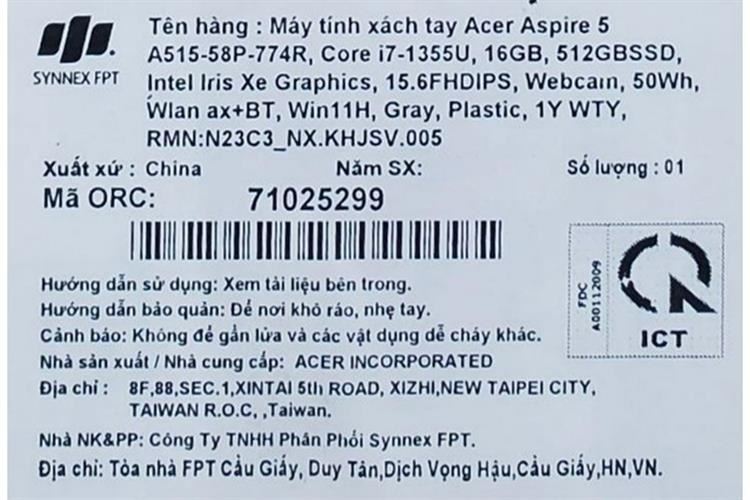 SYNNEX FPT
Tên hàng : Máy tính xách tay Acer Aspire 5
A515-58P-774R, Core i7-1355U, 16GB, 512GBSSD,
Intel Iris Xe Graphics, 15.6FHDIPS, Webcam, 50Wh,
Wlan ax+BT, Win11H, Gray, Plastic, 1Y WTY,
RMN:N23C3_NX.KHJSV.005
Xuất xứ : China Năm SX: Số lượng : 01
Mã ORC: 71025299
Hướng dẫn sử dụng: Xem tài liệu bên trong.
Hướng dẫn bảo quản: Để nơi khô ráo, nhẹ tay.
Cảnh báo: Không để gần lửa và các vật dụng dễ cháy khác.
FDC
A00112009
ICT
Nhà sản xuất / Nhà cung cấp: ACER INCORPORATED
Địa chỉ : 8F,88,SEC.1,XINTAI 5th ROAD, XIZHI,NEW TAIPEI CITY,
TAIWAN R.O.C, ,Taiwan.
Nhà NK&PP: Công Ty TNHH Phân Phối Synnex FPT.
Địa chỉ: Tòa nhà FPT Cầu Giấy, Duy Tân,Dịch Vọng Hậu,Cầu Giấy,HN,VN.